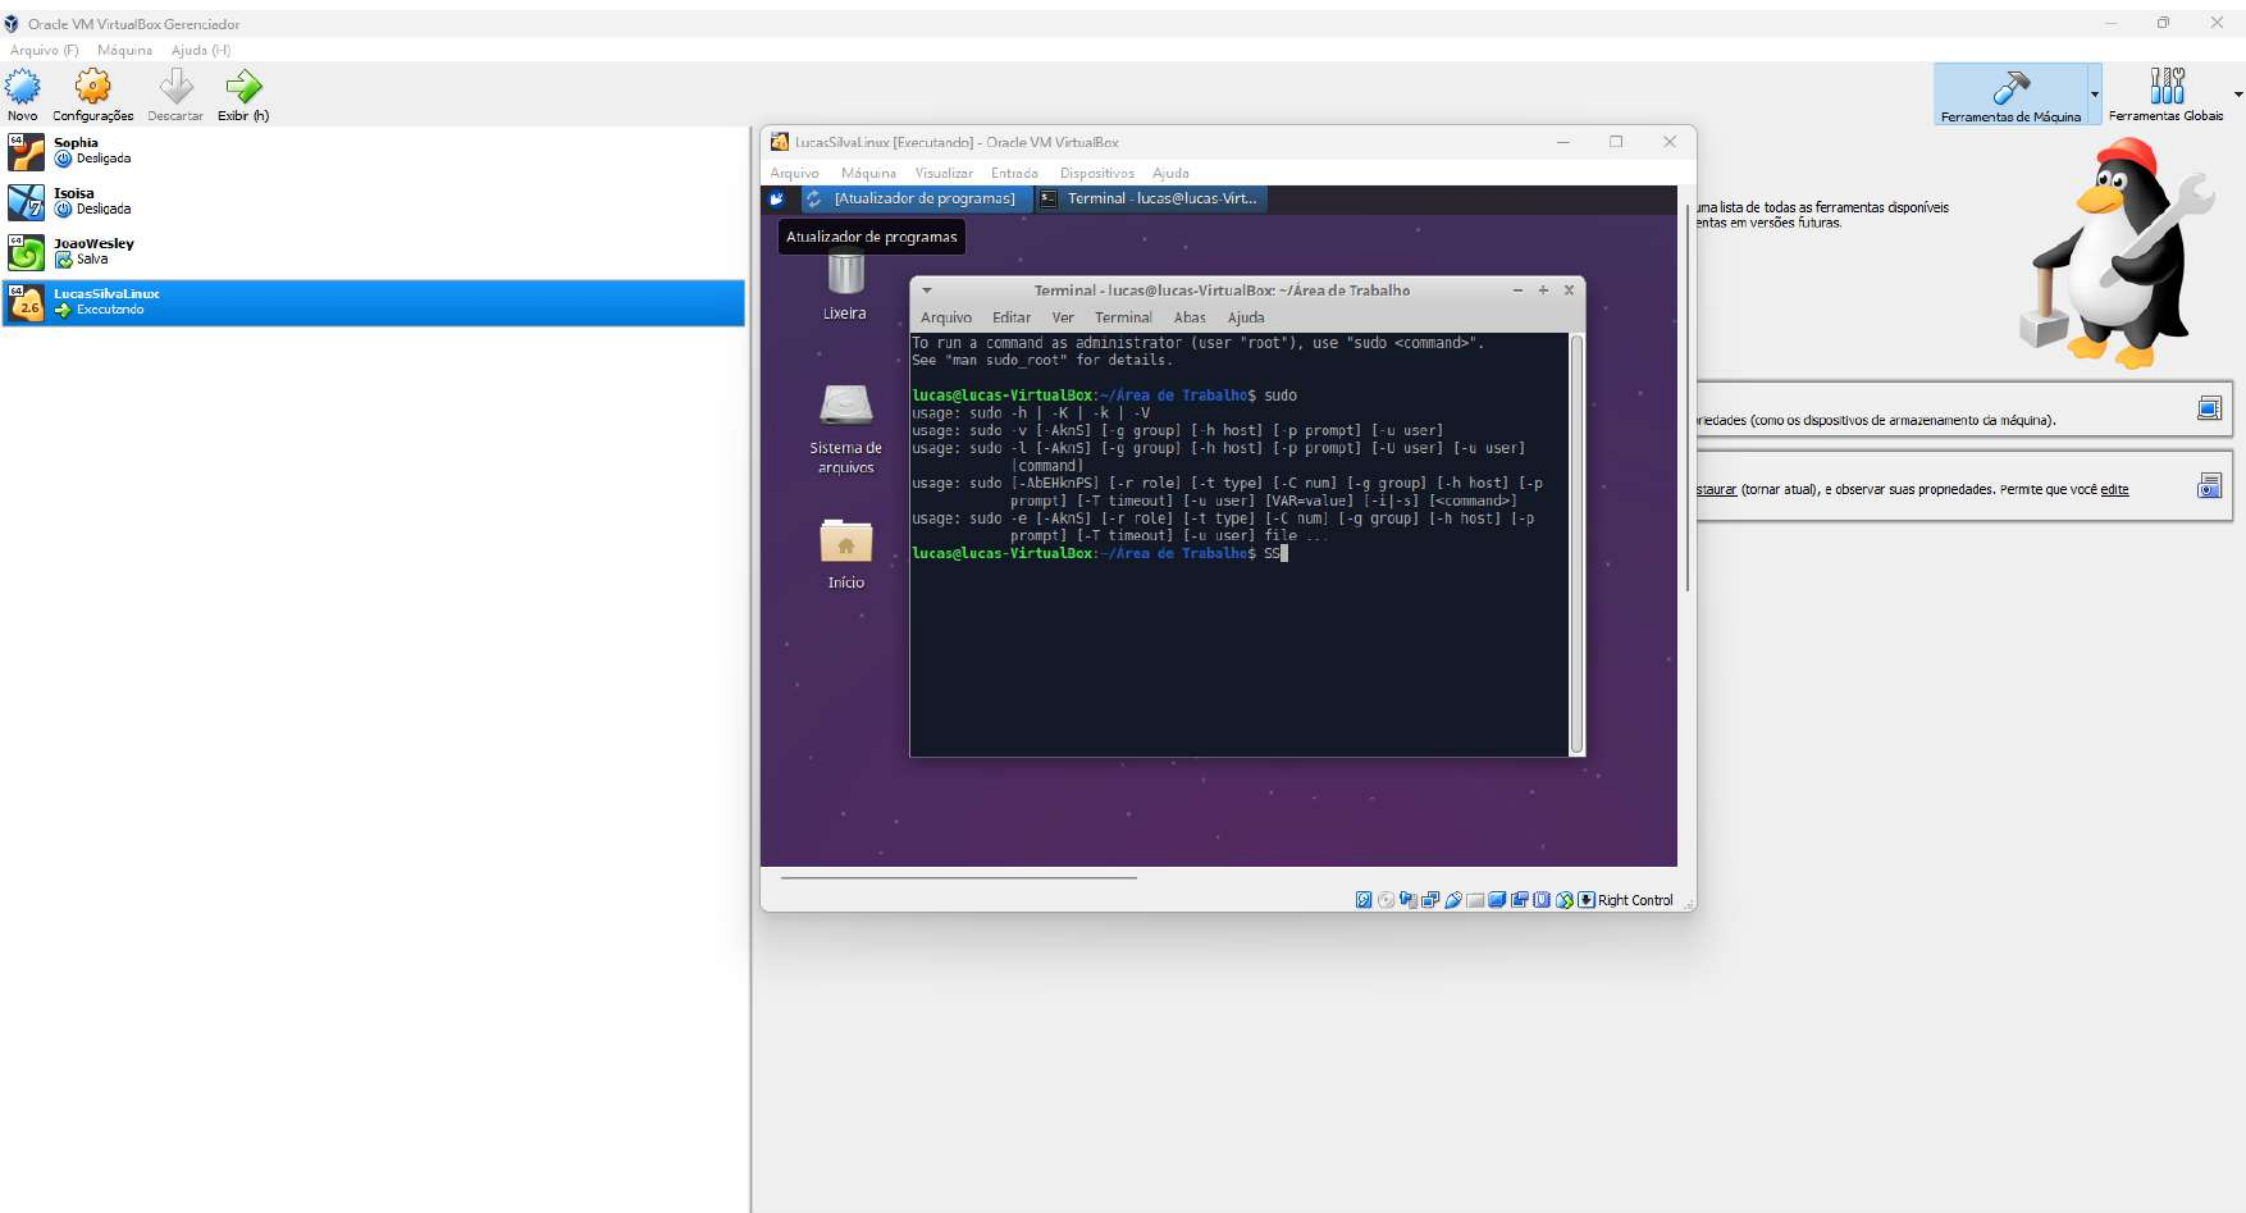 Oracle VM VirtualBox Gerenciador
Arquivo (F) Máquina Ajuda (H)
Novo Configurações Descartar Exibir (h)
Ferramentas de Máquina Ferramentas Globais
64
Sophia
Desligada
Isoisa
Desligada
7
64
JoaoWesley
Salva
64
2.6
LucasSilvaLinux
Executando
LucasSilvaLinux [Executando] - Oracle VM VirtualBox
Arquivo Máquina Visualizar Entrada Dispositivos Ajuda
[Atualizador de programas] Terminal - lucas@lucas-Virt...
Atualizador de programas
Lixeira
Sistema de
arquivos
Início
Terminal - lucas@lucas-VirtualBox: ~/Área de Trabalho
Arquivo Editar Ver Terminal Abas Ajuda
To run a command as administrator (user "root"), use "sudo <command>".
See "man sudo_root" for details.
lucas@lucas-VirtualBox:~/Área de Trabalho$ sudo
usage: sudo -h | -K | -k | -V
usage: sudo -v [-AknS] [-g group] [-h host] [-p prompt] [-u user]
usage: sudo -l [-AknS] [-g group] [-h host] [-p prompt] [-U user] [-u user]
[command]
usage: sudo [-AbEHknPS] [-r role] [-t type] [-C num] [-g group] [-h host] [-p
prompt] [-T timeout] [-u user] [VAR=value] [-i|-s] [<command>]
usage: sudo -e [-AknS] [-r role] [-t type] [-C num] [-g group] [-h host] [-p
prompt] [-T timeout] [-u user] file ...
lucas@lucas-VirtualBox:~/Área de Trabalho$ SS
Right Control
uma lista de todas as ferramentas disponíveis
entas em versões futuras.
riedades (como os dispositivos de armazenamento da máquina).
staurar (tornar atual), e observar suas propriedades. Permite que você edite